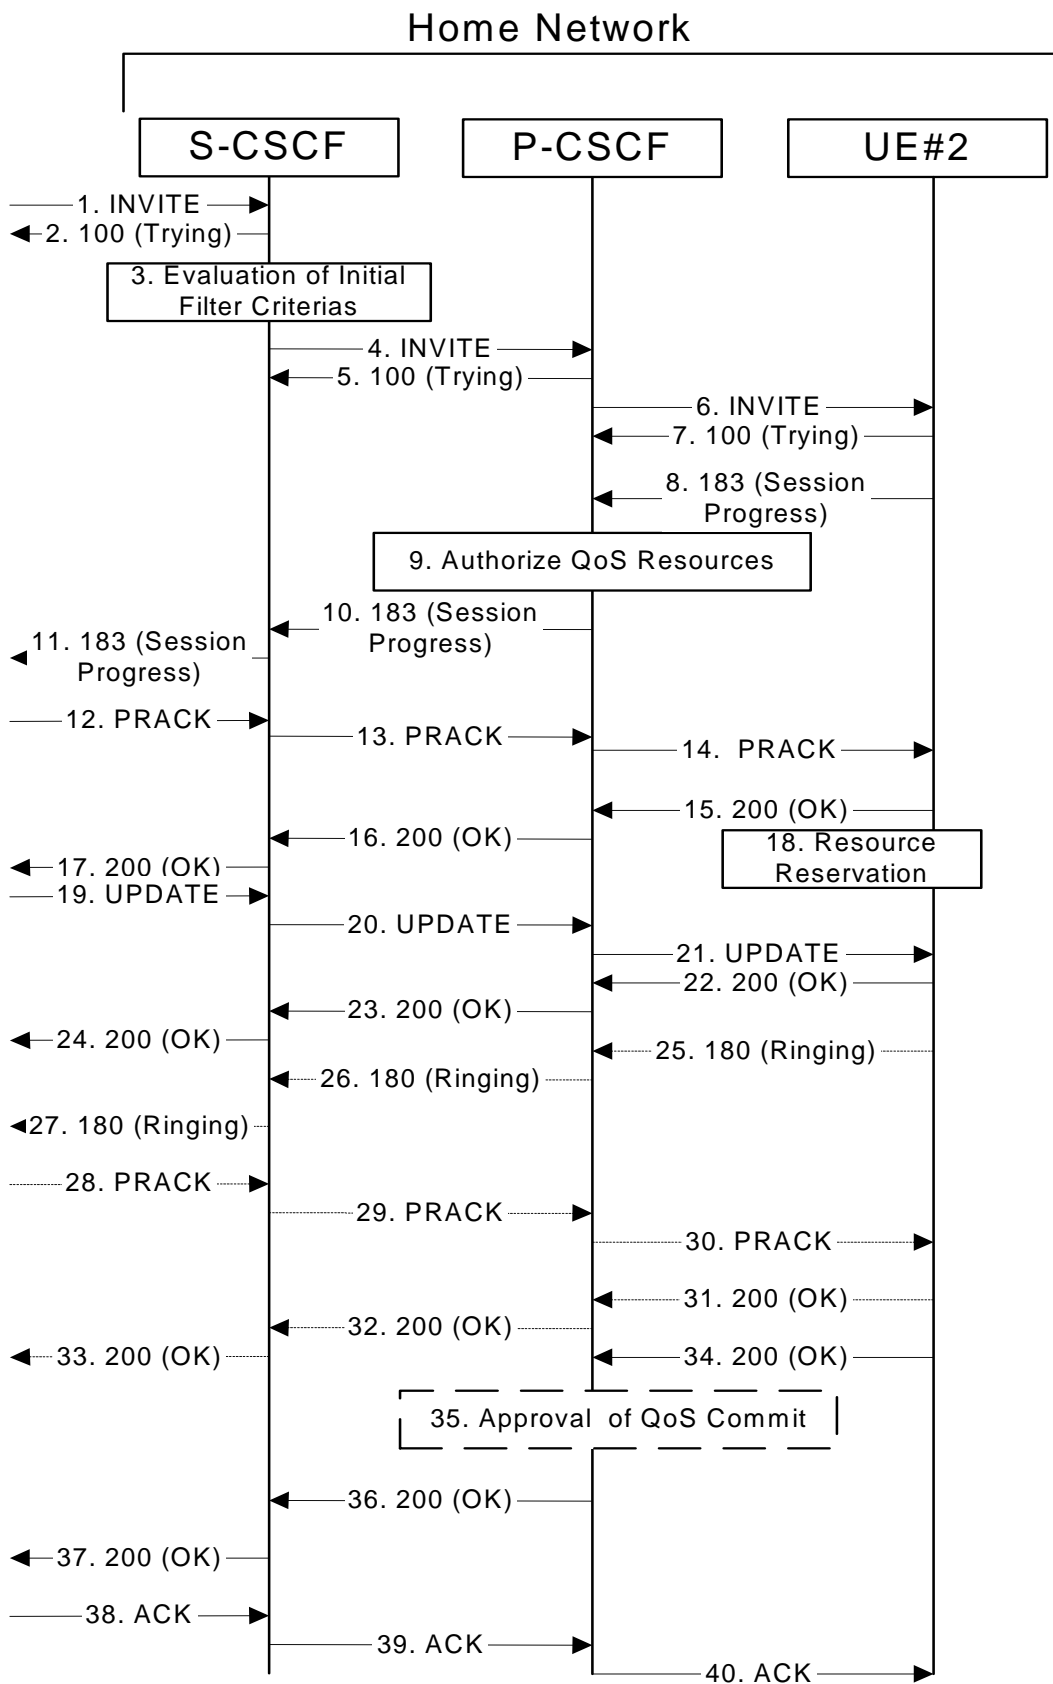 Home Network
S-CSCF
P-CSCF
UE#2
1. INVITE
2. 100 (Trying)
3. Evaluation of Initial
Filter Criterias
4. INVITE
5. 100 (Trying)
6. INVITE
7. 100 (Trying)
8. 183 (Session
Progress)
9. Authorize QoS Resources
10. 183 (Session
Progress)
11. 183 (Session
Progress)
12. PRACK
13. PRACK
14. PRACK
15. 200 (OK)
16. 200 (OK)
17. 200 (OK)
18. Resource
Reservation
19. UPDATE
20. UPDATE
21. UPDATE
22. 200 (OK)
23. 200 (OK)
24. 200 (OK)
25. 180 (Ringing)
26. 180 (Ringing)
27. 180 (Ringing)
28. PRACK
29. PRACK
30. PRACK
31. 200 (OK)
32. 200 (OK)
33. 200 (OK)
34. 200 (OK)
35. Approval of QoS Commit
36. 200 (OK)
37. 200 (OK)
38. ACK
39. ACK
40. ACK